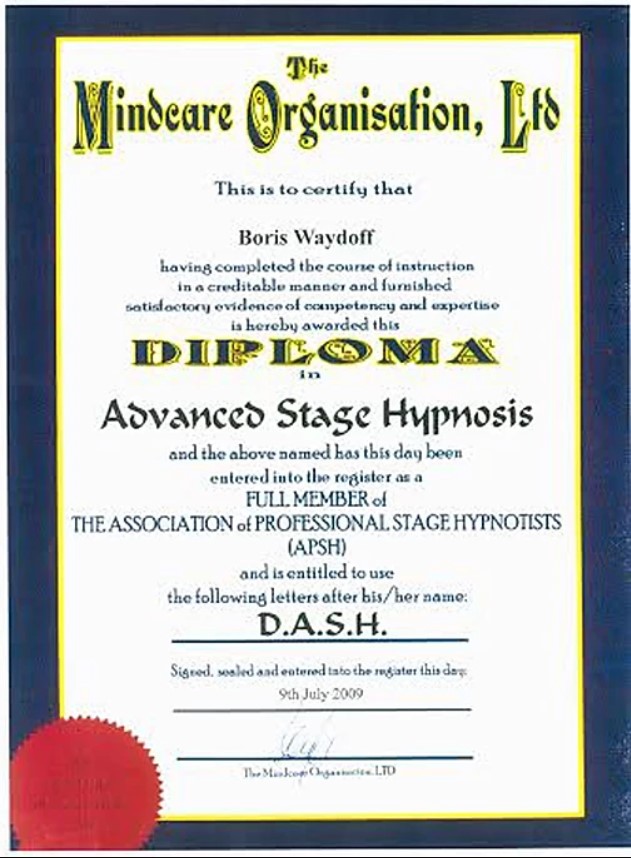 The
Mindcare Organisation, Ltd
This is to certify that
Boris Waydoff
having completed the course of instruction
in a creditable manner and furnished
satisfactory evidence of competency and expertise
is hereby awarded this
DIPLOMA
in
Advanced Stage Hypnosis
and the above named has this day been
entered into the register as a
FULL MEMBER of
THE ASSOCIATION of PROFESSIONAL STAGE HYPNOTISTS
(APSH)
and is entitled to use
the following letters after his/her name:
D.A.S.H.
Signed, sealed and entered into the register this day:
9th July 2009
The Mindcare Organisation, LTD